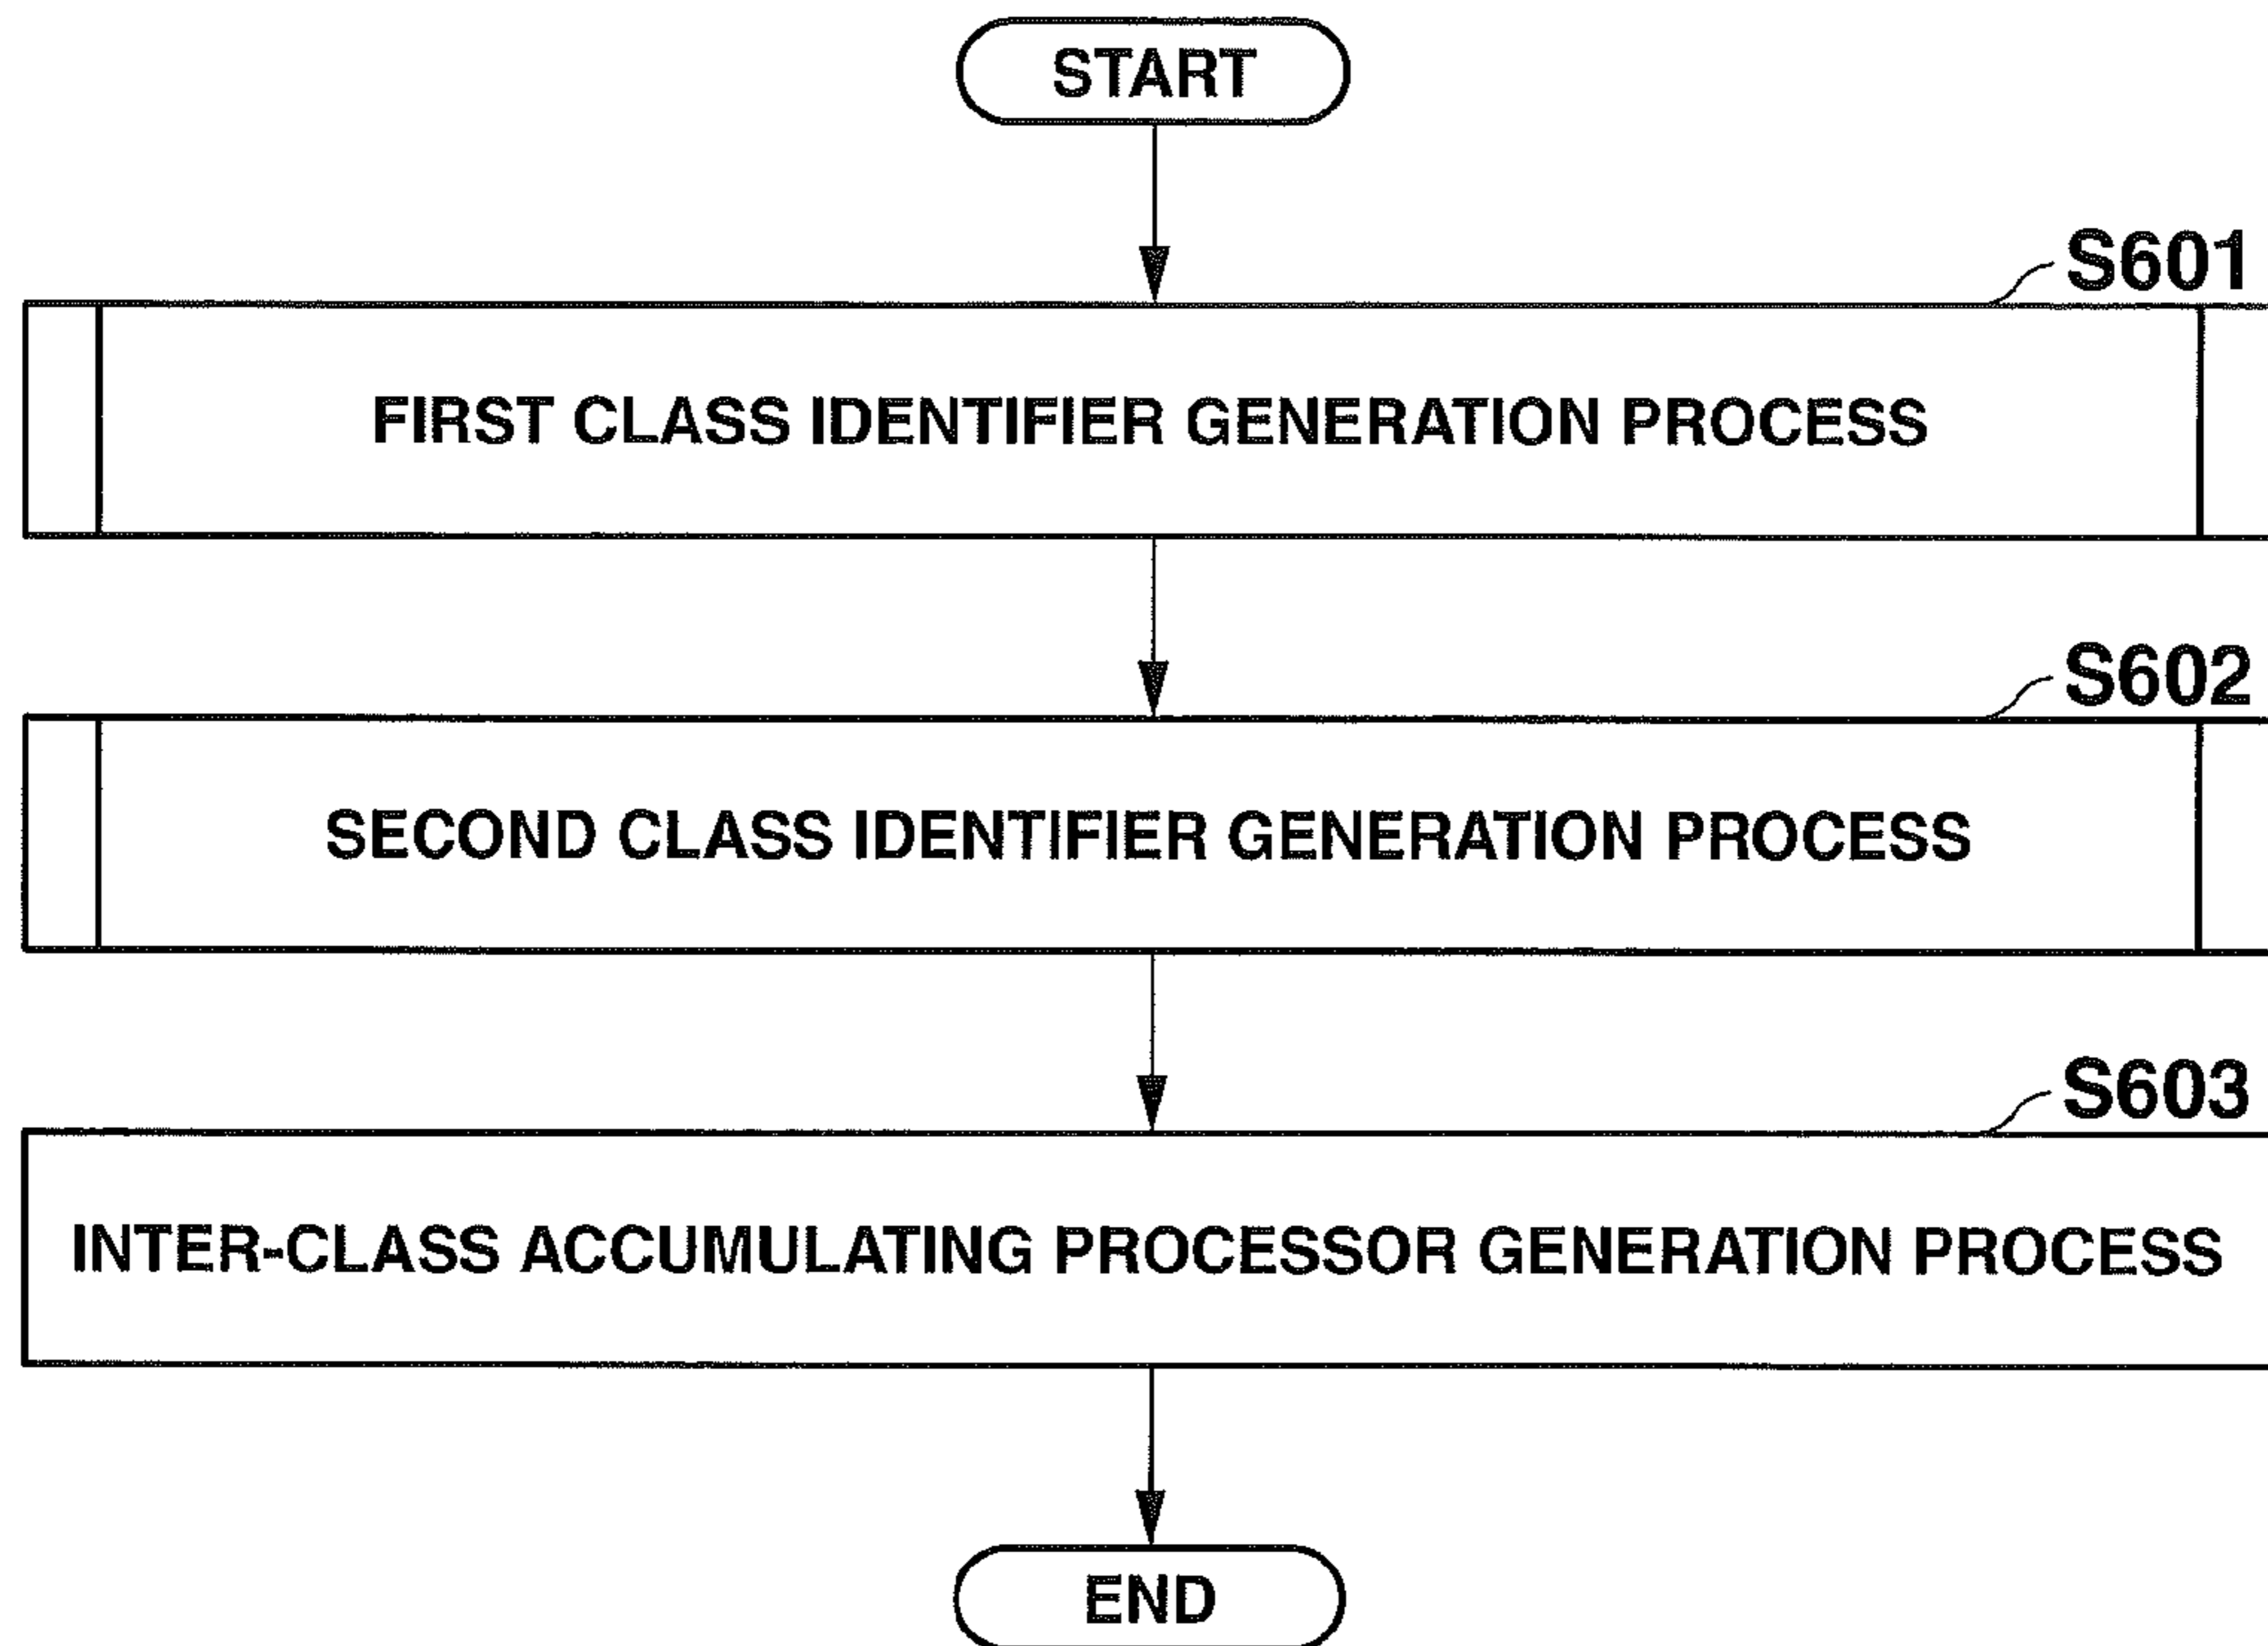 START
S601
FIRST CLASS IDENTIFIER GENERATION PROCESS
S602
SECOND CLASS IDENTIFIER GENERATION PROCESS
S603
INTER-CLASS ACCUMULATING PROCESSOR GENERATION PROCESS
END